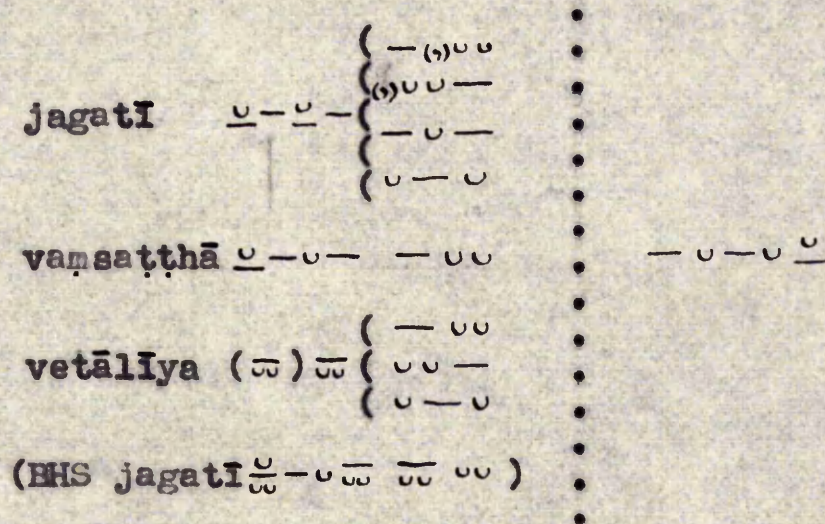 ( — (,)⏑ ⏑
( (,)⏑ ⏑ —
jagatī ⏓ – ⏓ – (
( — ⏑ —
( ⏑ — ⏑
vaṃsaṭṭhā ⏓ – ⏑ – — ⏑⏑ — ⏑ – ⏑ ⏓
( — ⏑⏑
vetālīya (⏕) ⏕ ( ⏑⏑ —
( ⏑ — ⏑
(BHS jagatī ⏓⏑⏑ – ⏑ ⏕ ⏕ ⏑⏑ )